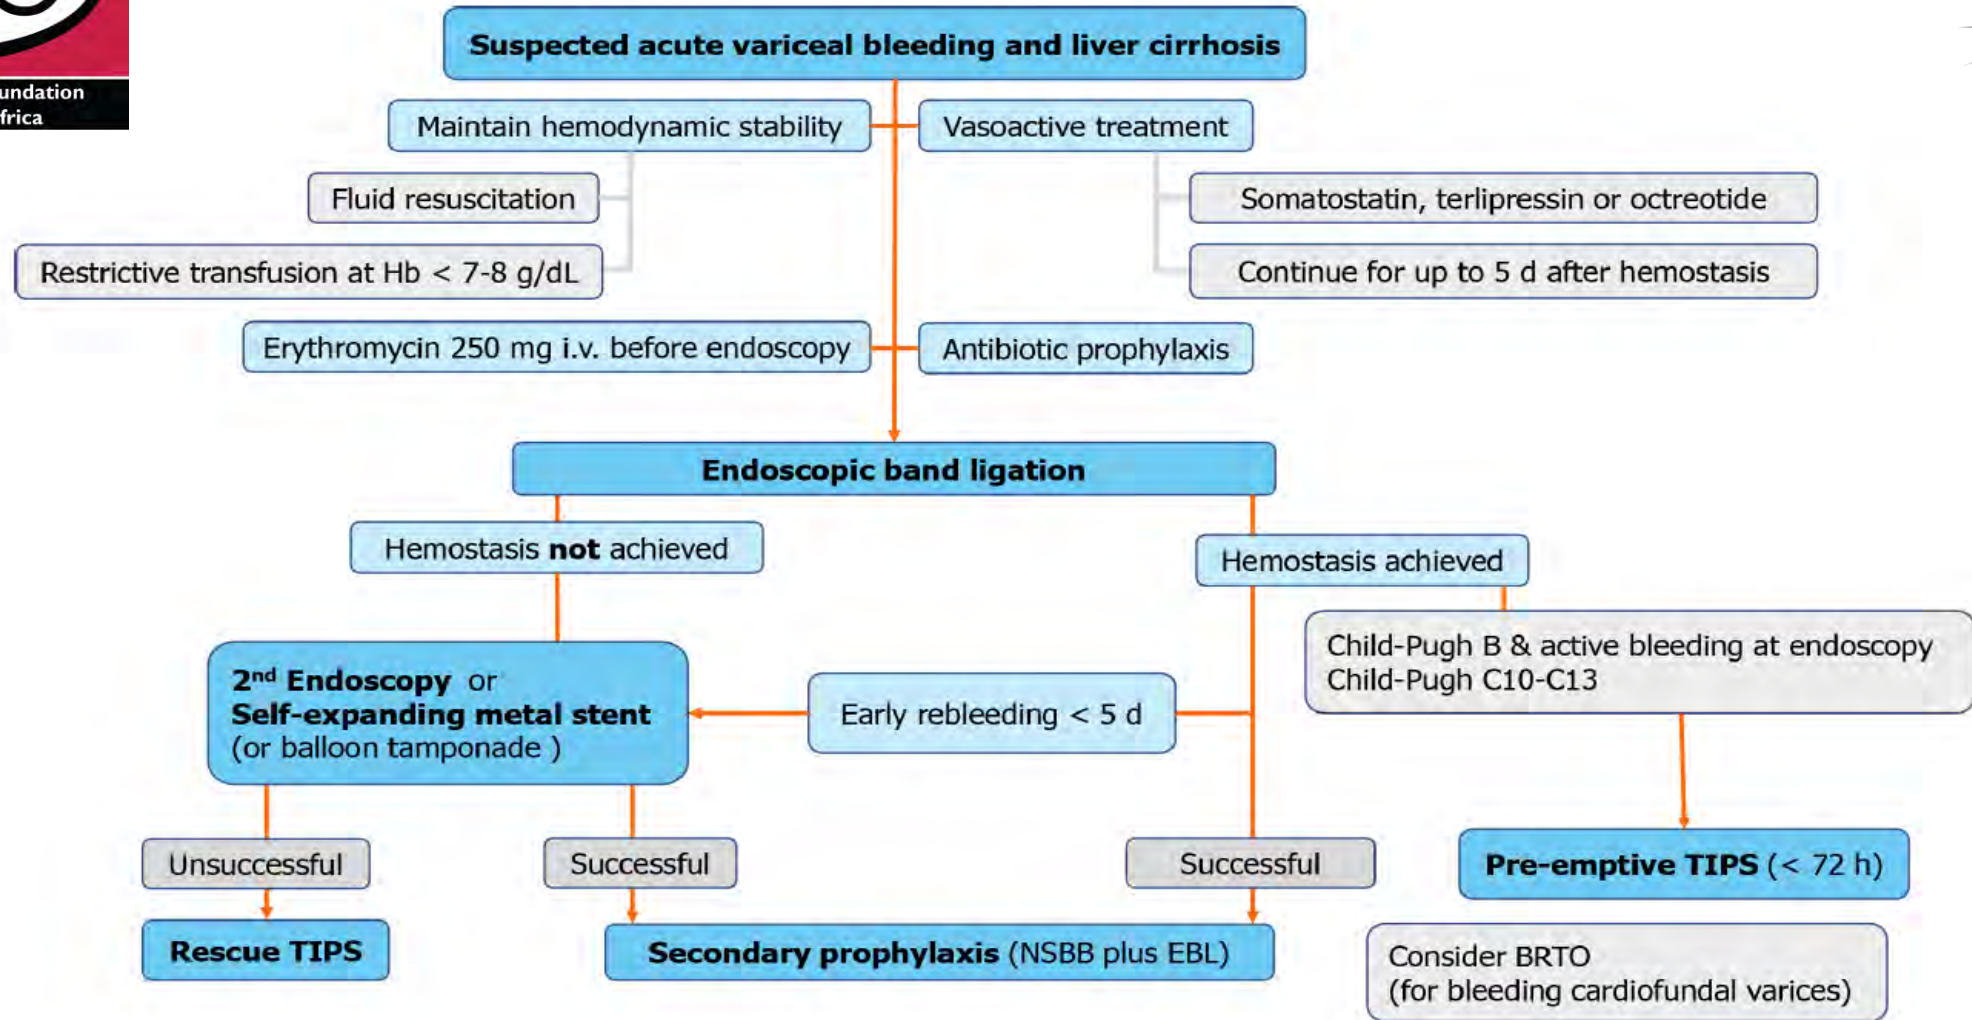 undation
frica
Suspected acute variceal bleeding and liver cirrhosis
Maintain hemodynamic stability
Vasoactive treatment
Fluid resuscitation
Somatostatin, terlipressin or octreotide
Restrictive transfusion at Hb < 7-8 g/dL
Continue for up to 5 d after hemostasis
Erythromycin 250 mg i.v. before endoscopy
Antibiotic prophylaxis
Endoscopic band ligation
Hemostasis not achieved
Hemostasis achieved
Child-Pugh B & active bleeding at endoscopy
Child-Pugh C10-C13
2nd Endoscopy or
Self-expanding metal stent
(or balloon tamponade )
Early rebleeding < 5 d
Unsuccessful
Successful
Successful
Pre-emptive TIPS (< 72 h)
Rescue TIPS
Secondary prophylaxis (NSBB plus EBL)
Consider BRTO
(for bleeding cardiofundal varices)